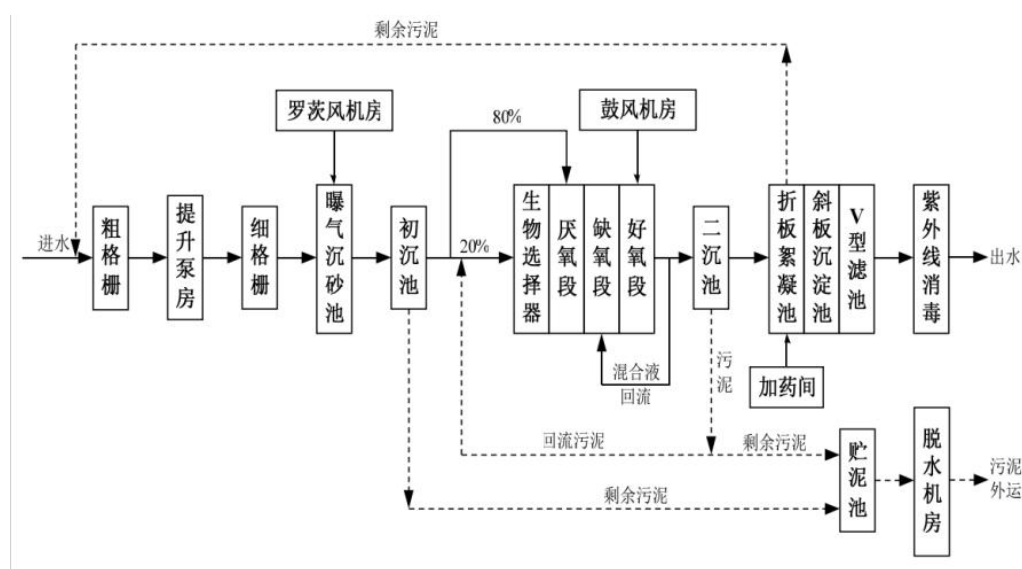 剩余污泥
罗茨风机房
80%
鼓风机房
进水
粗格栅
提升泵房
细格栅
曝气沉砂池
初沉池
20%
生物选择器
厌氧段
缺氧段
好氧段
二沉池
折板絮凝池
斜板沉淀池
V型滤池
紫外线消毒
出水
混合液
回流
污泥
加药间
回流污泥
剩余污泥
剩余污泥
贮泥池
脱水机房
污泥
外运